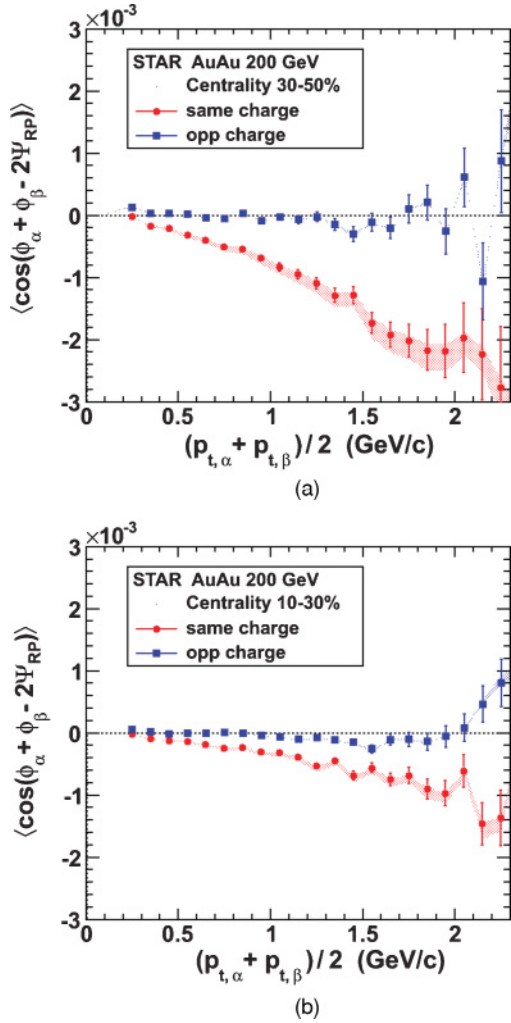 ×10⁻³
3
2
1
0
-1
-2
-3
⟨cos(ϕα + ϕβ - 2ΨRP)⟩
STAR AuAu 200 GeV
Centrality 30-50%
same charge
opp charge
0 0.5 1 1.5 2
(pt,α + pt,β)/2 (GeV/c)
(a)
×10⁻³
3
2
1
0
-1
-2
-3
⟨cos(ϕα + ϕβ - 2ΨRP)⟩
STAR AuAu 200 GeV
Centrality 10-30%
same charge
opp charge
0 0.5 1 1.5 2
(pt,α + pt,β)/2 (GeV/c)
(b)